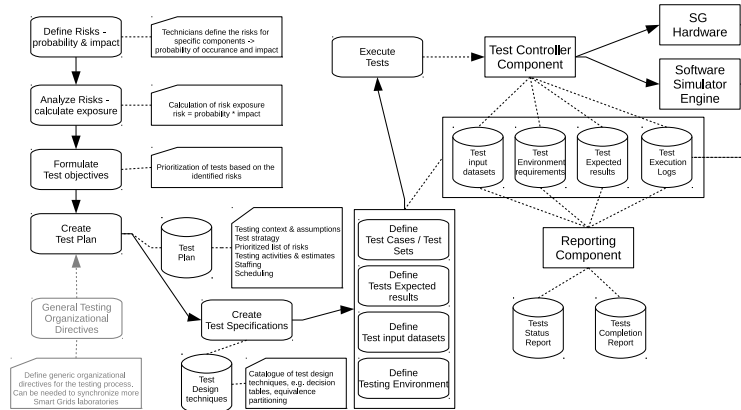 Define Risks -
probability & impact
Technicians define the risks for
specific components ->
probability of occurance and impact
Analyze Risks -
calculate exposure
Calculation of risk exposure
risk = probability * impact
Formulate
Test objectives
Prioritization of tests based on the
identified risks
Create
Test Plan
Test
Plan
Testing context & assumptions
Test stratagy
Prioritized list of risks
Testing activities & estimates
Staffing
Scheduling
General Testing
Organizational
Directives
Define generic organizational
directives for the testing process.
Can be needed to synchronize more
Smart Grids laboratories
Create
Test Specifications
Test
Design
techniques
Catalogue of test design
techniques, e.g. decision
tables, equivalence
partitioning
Define
Test Cases / Test
Sets
Define
Tests Expected
results
Define
Test input datasets
Define
Testing Environment
Execute
Tests
Test Controller
Component
SG
Hardware
Software
Simulator
Engine
Test
input
datasets
Test
Environment
requirements
Test
Expected
results
Test
Execution
Logs
Reporting
Component
Tests
Status
Report
Tests
Completion
Report